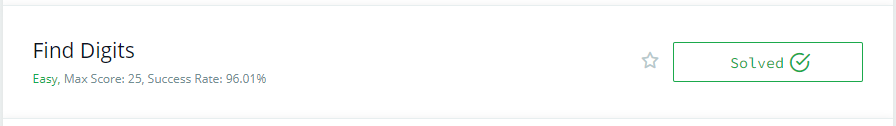 Find Digits
Easy, Max Score: 25, Success Rate: 96.01%
Solved